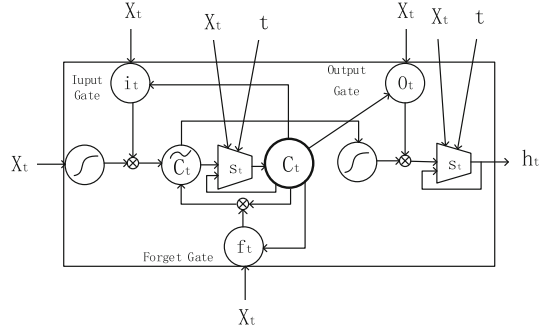 Xt
Xt
Xt
t
Xt
t
Iuput
Gate
it
Output
Gate
Ot
Xt
C̃t
St
Ct
St
ht
Forget Gate
ft
Xt